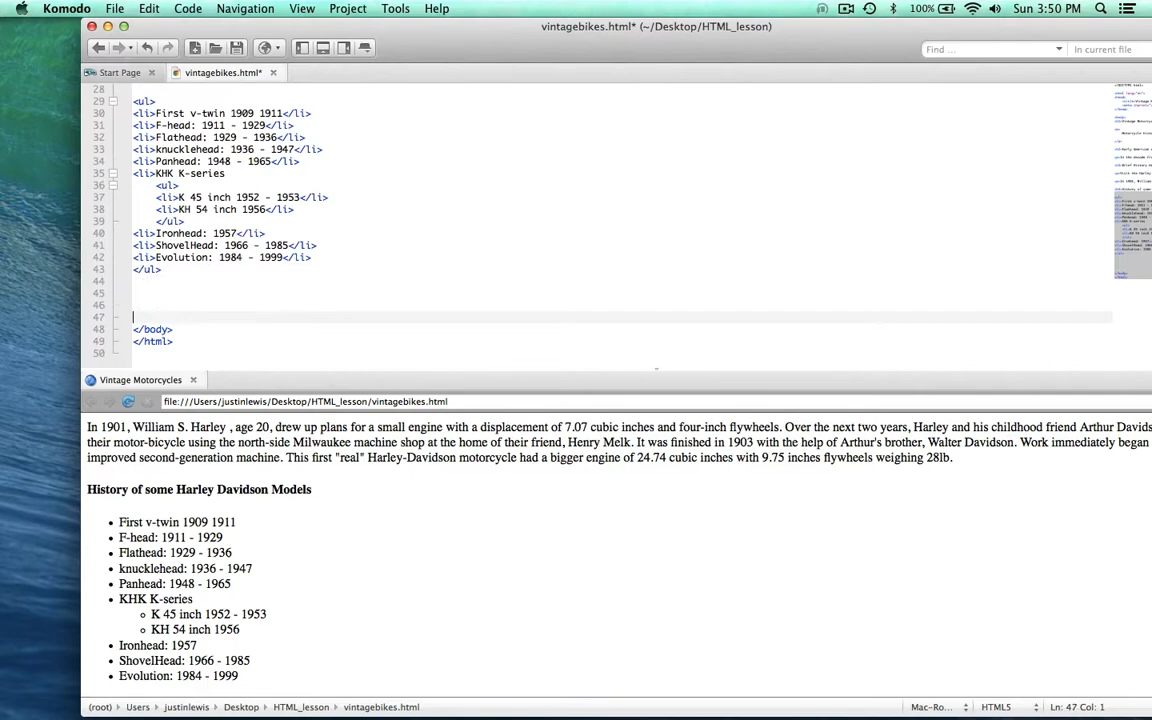 Komodo File Edit Code Navigation View Project Tools Help 100% Sun 3:50 PM
vintagebikes.html* (~/Desktop/HTML_lesson)
Find ... In current file
Start Page vintagebikes.html*
28
29 <ul>
30 <li>First v-twin 1909 1911</li>
31 <li>F-head: 1911 - 1929</li>
32 <li>Flathead: 1929 - 1936</li>
33 <li>knucklehead: 1936 - 1947</li>
34 <li>Panhead: 1948 - 1965</li>
35 <li>KHK K-series
36 <ul>
37 <li>K 45 inch 1952 - 1953</li>
38 <li>KH 54 inch 1956</li>
39 </ul>
40 <li>Ironhead: 1957</li>
41 <li>ShovelHead: 1966 - 1985</li>
42 <li>Evolution: 1984 - 1999</li>
43 </ul>
44
45
46
47
48 </body>
49 </html>
50
Vintage Motorcycles
file:///Users/justinlewis/Desktop/HTML_lesson/vintagebikes.html
In 1901, William S. Harley , age 20, drew up plans for a small engine with a displacement of 7.07 cubic inches and four-inch flywheels. Over the next two years, Harley and his childhood friend Arthur Davids
their motor-bicycle using the north-side Milwaukee machine shop at the home of their friend, Henry Melk. It was finished in 1903 with the help of Arthur's brother, Walter Davidson. Work immediately began
improved second-generation machine. This first "real" Harley-Davidson motorcycle had a bigger engine of 24.74 cubic inches with 9.75 inches flywheels weighing 28lb.
History of some Harley Davidson Models
• First v-twin 1909 1911
• F-head: 1911 - 1929
• Flathead: 1929 - 1936
• knucklehead: 1936 - 1947
• Panhead: 1948 - 1965
• KHK K-series
◦ K 45 inch 1952 - 1953
◦ KH 54 inch 1956
• Ironhead: 1957
• ShovelHead: 1966 - 1985
• Evolution: 1984 - 1999
(root) Users justinlewis Desktop HTML_lesson vintagebikes.html Mac-Ro... HTML5 Ln: 47 Col: 1